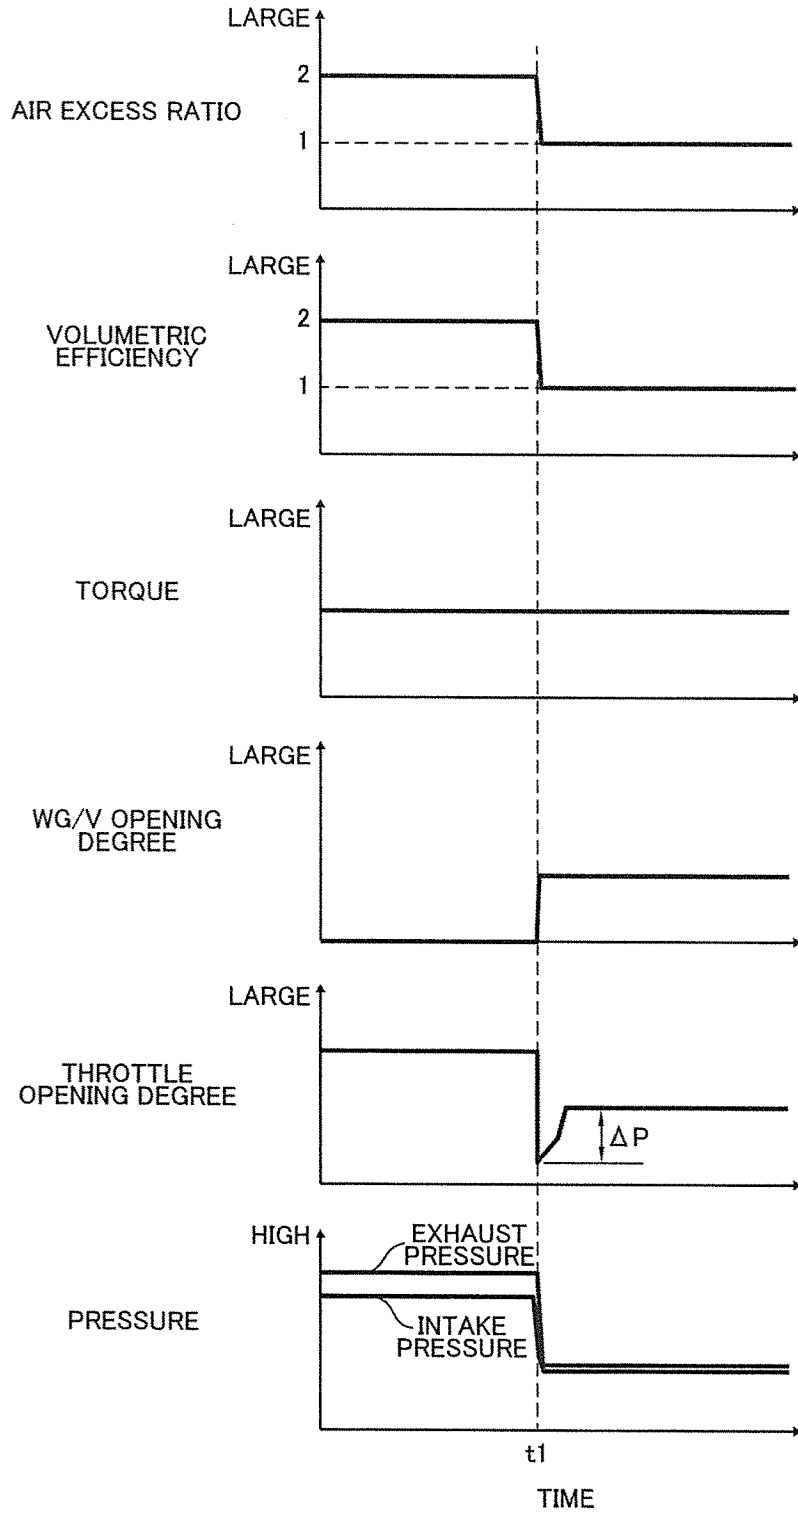 LARGE
2
AIR EXCESS RATIO
1
LARGE
2
VOLUMETRIC
EFFICIENCY
1
LARGE
TORQUE
LARGE
WG/V OPENING
DEGREE
LARGE
THROTTLE
OPENING DEGREE
ΔP
HIGH
EXHAUST
PRESSURE
PRESSURE
INTAKE
PRESSURE
t1
TIME